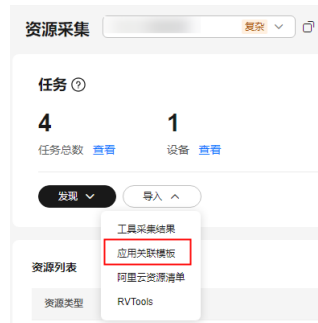 资源采集 复杂
任务
4 1
任务总数 查看 设备 查看
发现 导入
工具采集结果
应用关联模板
资源列表
阿里云资源清单
资源类型 RVTools